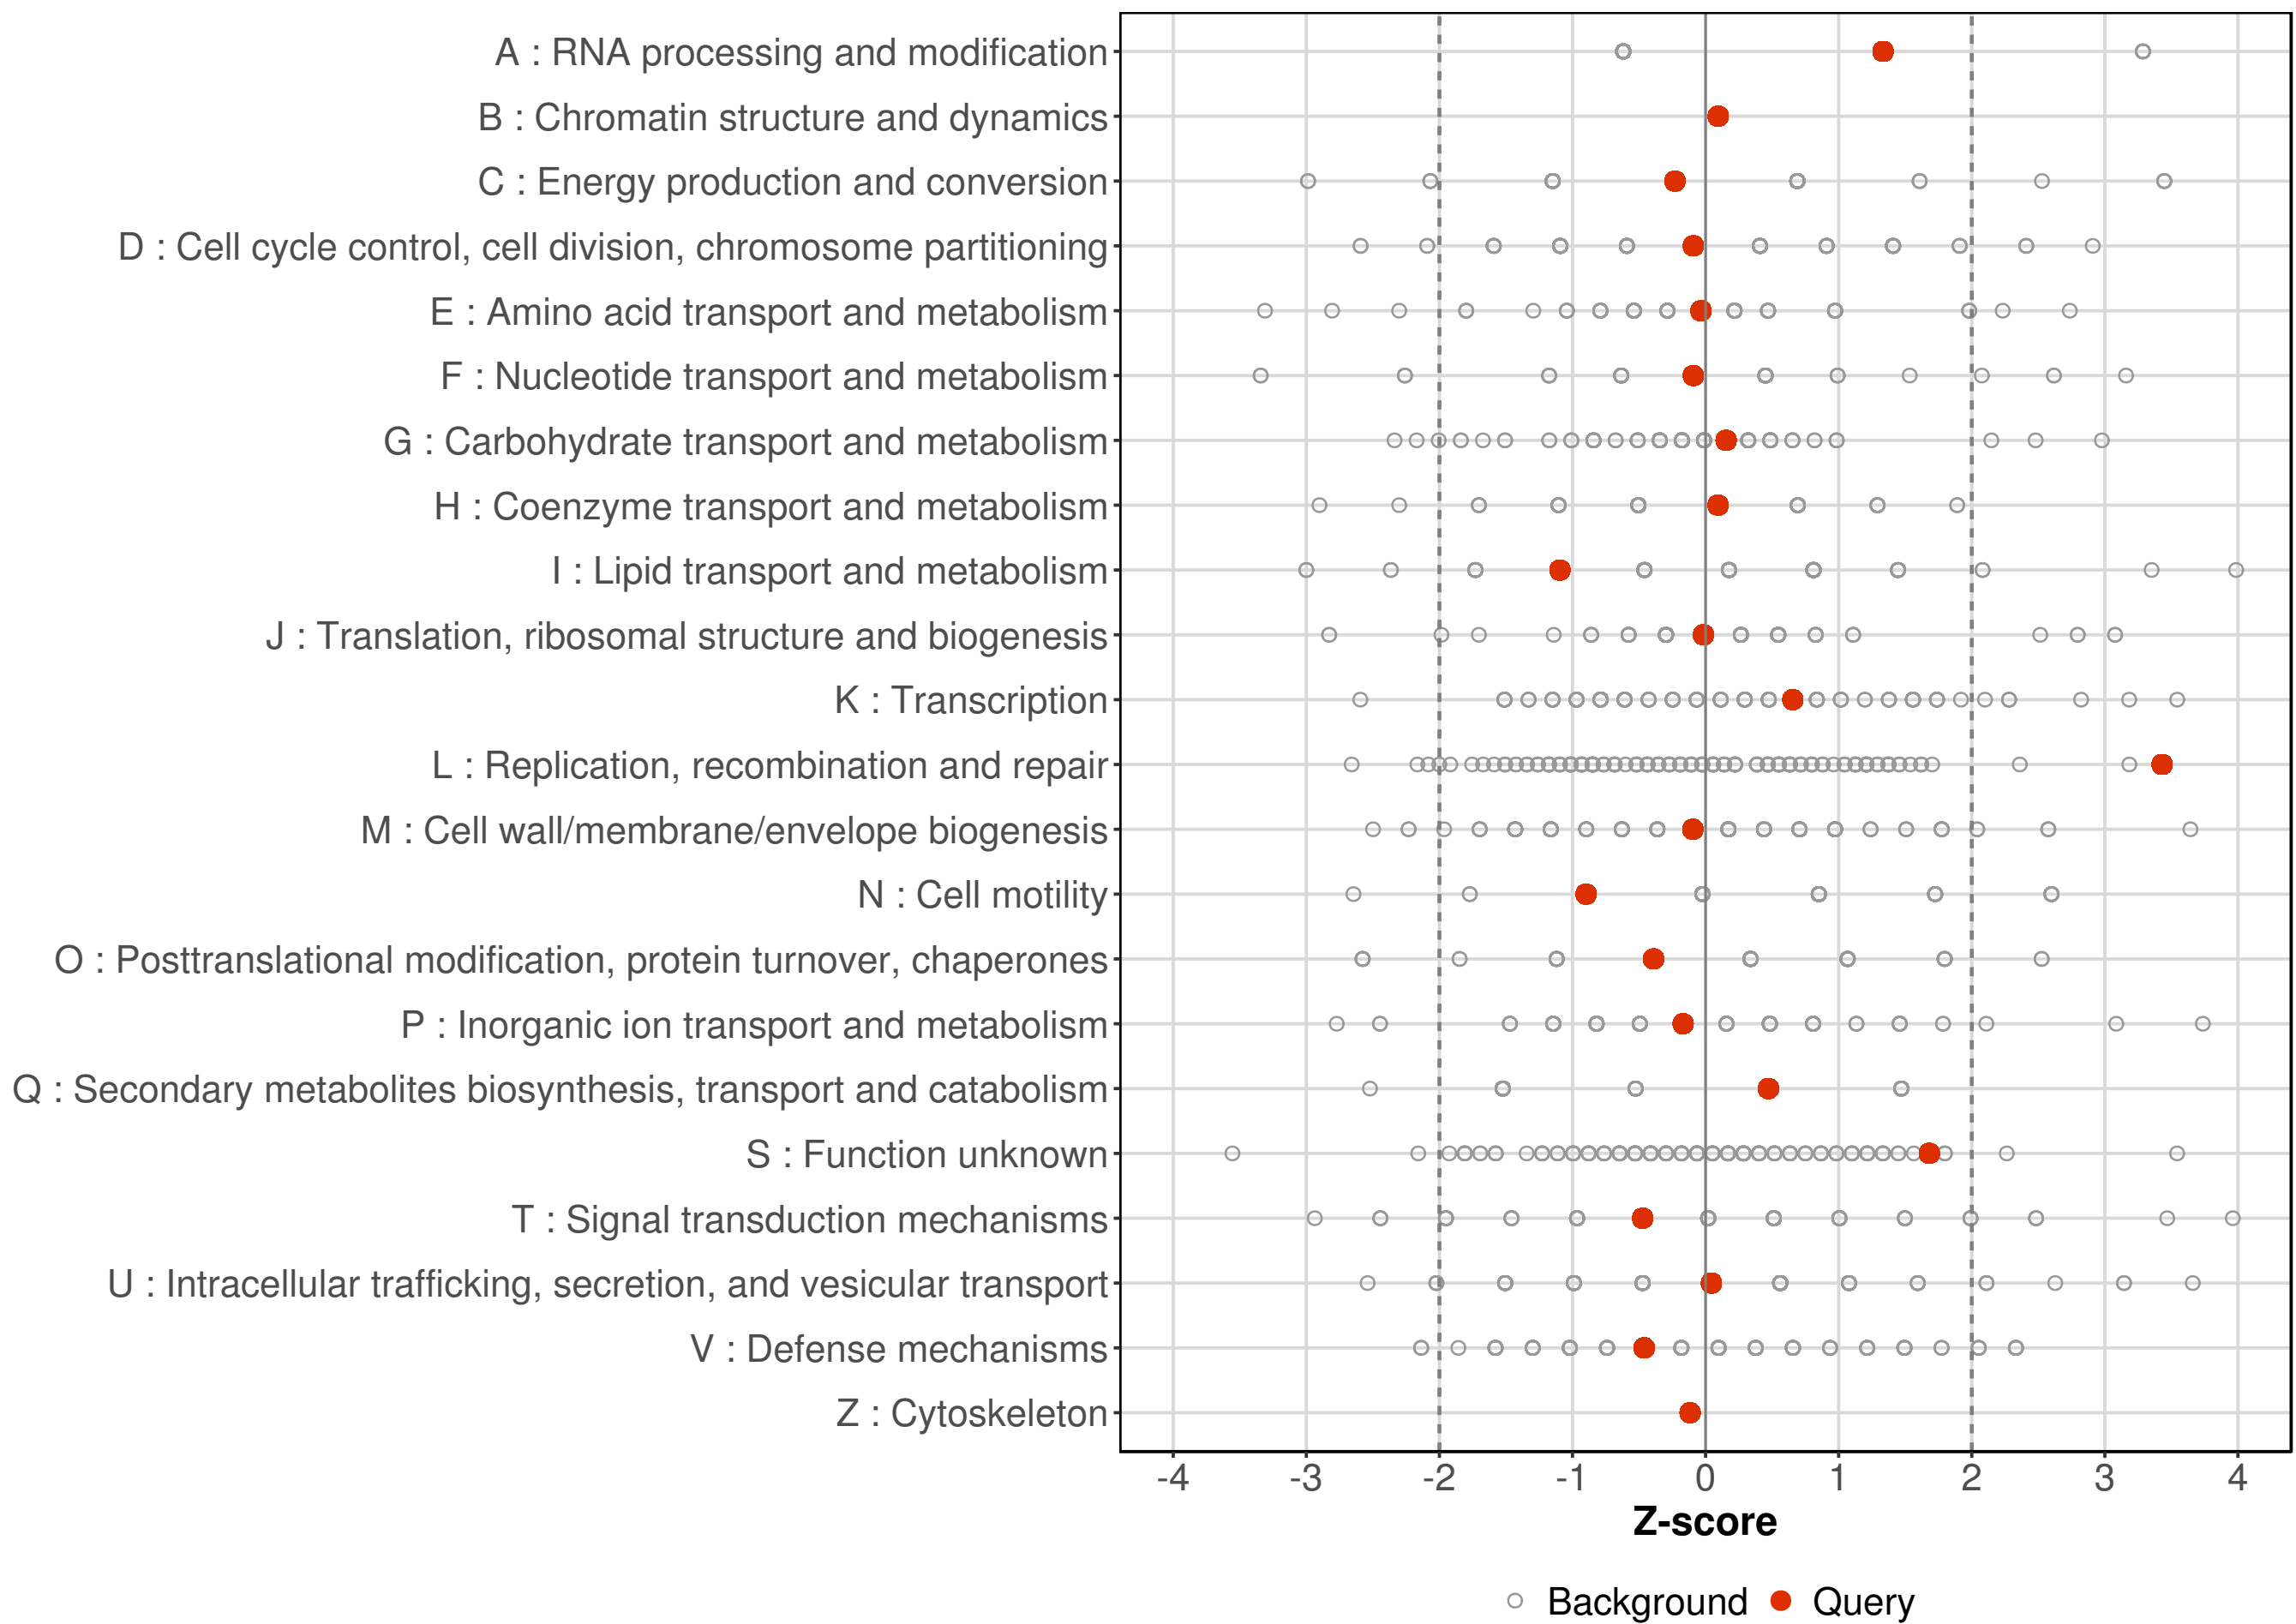 A : RNA processing and modification
B : Chromatin structure and dynamics
C : Energy production and conversion
D : Cell cycle control, cell division, chromosome partitioning
E : Amino acid transport and metabolism
F : Nucleotide transport and metabolism
G : Carbohydrate transport and metabolism
H : Coenzyme transport and metabolism
I : Lipid transport and metabolism
J : Translation, ribosomal structure and biogenesis
K : Transcription
L : Replication, recombination and repair
M : Cell wall/membrane/envelope biogenesis
N : Cell motility
O : Posttranslational modification, protein turnover, chaperones
P : Inorganic ion transport and metabolism
Q : Secondary metabolites biosynthesis, transport and catabolism
S : Function unknown
T : Signal transduction mechanisms
U : Intracellular trafficking, secretion, and vesicular transport
V : Defense mechanisms
Z : Cytoskeleton
-4 -3 -2 -1 0 1 2 3 4
Z-score
Background Query